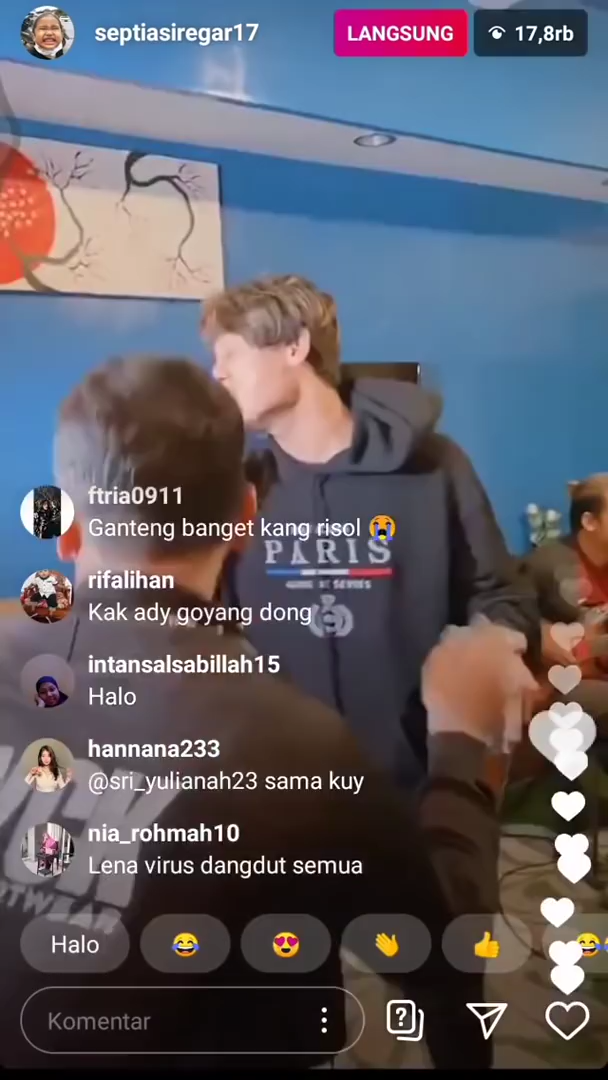 septiasiregar17
LANGSUNG
17,8rb
ftria0911
Ganteng banget kang risol 😭
PARIS
rifalihan
Kak ady goyang dong
intansalsabillah15
Halo
hannana233
@sri_yulianah23 sama kuy
nia_rohmah10
Lena virus dangdut semua
Halo
Komentar